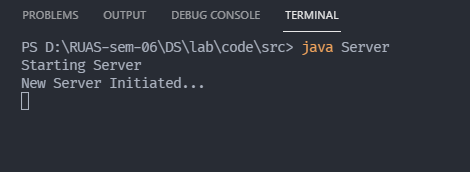 PROBLEMS OUTPUT DEBUG CONSOLE TERMINAL
PS D:\RUAS-sem-06\DS\lab\code\src> java Server
Starting Server
New Server Initiated...